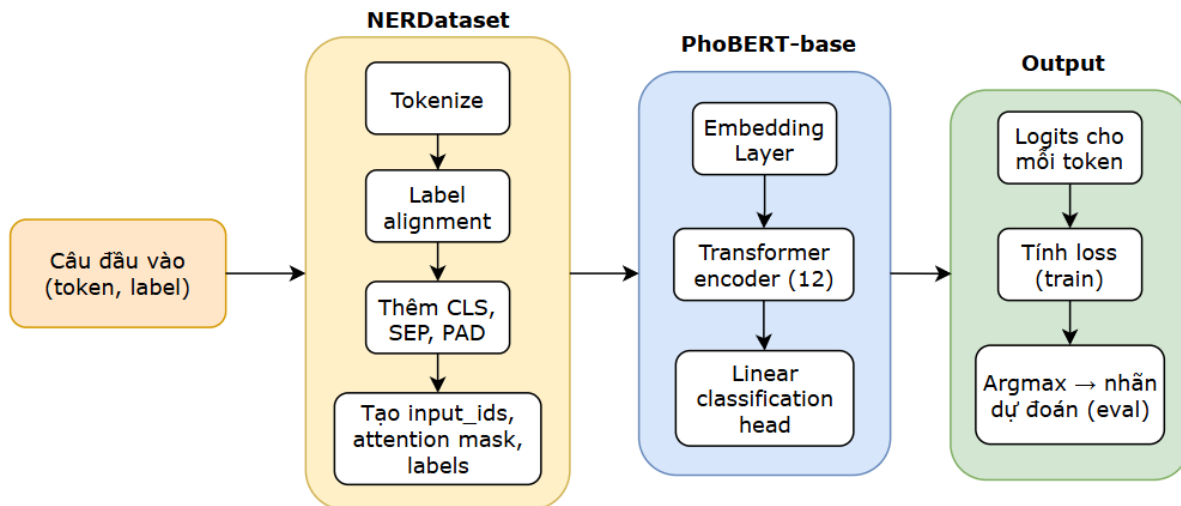 Câu đầu vào
(token, label)
NERDataset
Tokenize
Label
alignment
Thêm CLS,
SEP, PAD
Tạo input_ids,
attention mask,
labels
PhoBERT-base
Embedding
Layer
Transformer
encoder (12)
Linear
classification
head
Output
Logits cho
mỗi token
Tính loss
(train)
Argmax → nhãn
dự đoán (eval)